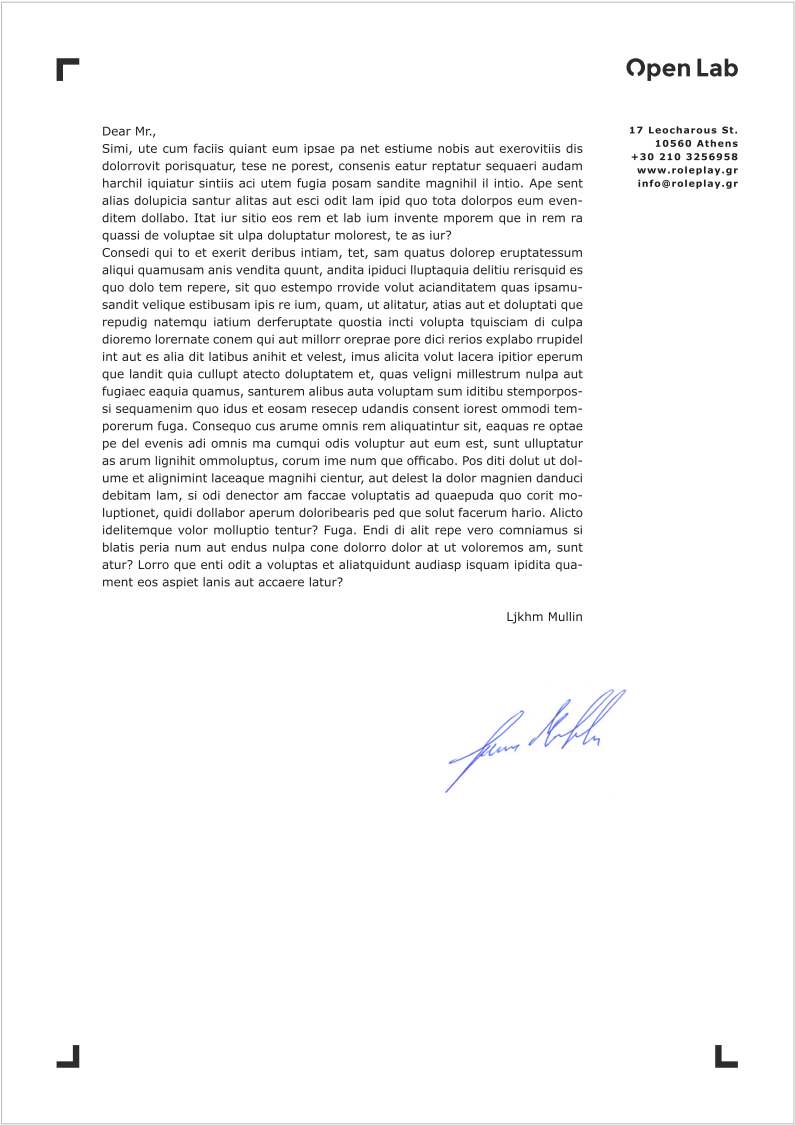 Open Lab
17 Leocharous St.
10560 Athens
+30 210 3256958
www.roleplay.gr
info@roleplay.gr
Dear Mr.,
Simi, ute cum faciis quiant eum ipsae pa net estiume nobis aut exerovitiis dis
dolorrovit porisquatur, tese ne porest, consenis eatur reptatur sequaeri audam
harchil iquiatur sintiis aci utem fugia posam sandite magnihil il intio. Ape sent
alias dolupicia santur alitas aut esci odit lam ipid quo tota dolorpos eum even-
ditem dollabo. Itat iur sitio eos rem et lab ium invente mporem que in rem ra
quassi de voluptae sit ulpa doluptatur molorest, te as iur?
Consedi qui to et exerit deribus intiam, tet, sam quatus dolorep eruptatessum
aliqui quamusam anis vendita quunt, andita ipiduci lluptaquia delitiu rerisquid es
quo dolo tem repere, sit quo estempo rrovide volut acianditatem quas ipsamu-
sandit velique estibusam ipis re ium, quam, ut alitatur, atias aut et doluptati que
repudig natemqu iatium derferuptate quostia incti volupta tquisciam di culpa
dioremo lorernate conem qui aut millorr oreprae pore dici rerios explabo rrupidel
int aut es alia dit latibus anihit et velest, imus alicita volut lacera ipitior eperum
que landit quia cullupt atecto doluptatem et, quas veligni millestrum nulpa aut
fugiaec eaquia quamus, santurem alibus auta voluptam sum iditibu stemporpos-
si sequamenim quo idus et eosam resecep udandis consent iorest ommodi tem-
porerum fuga. Consequo cus arume omnis rem aliquatintur sit, eaquas re optae
pe del evenis adi omnis ma cumqui odis voluptur aut eum est, sunt ulluptatur
as arum lignihit ommoluptus, corum ime num que officabo. Pos diti dolut ut dol-
ume et alignimint laceaque magnihi cientur, aut delest la dolor magnien danduci
debitam lam, si odi denector am faccae voluptatis ad quaepuda quo corit mo-
luptionet, quidi dollabor aperum doloribearis ped que solut facerum hario. Alicto
idelitemque volor molluptio tentur? Fuga. Endi di alit repe vero comniamus si
blatis peria num aut endus nulpa cone dolorro dolor at ut voloremos am, sunt
atur? Lorro que enti odit a voluptas et aliatquidunt audiasp isquam ipidita qua-
ment eos aspiet lanis aut accaere latur?
Ljkhm Mullin